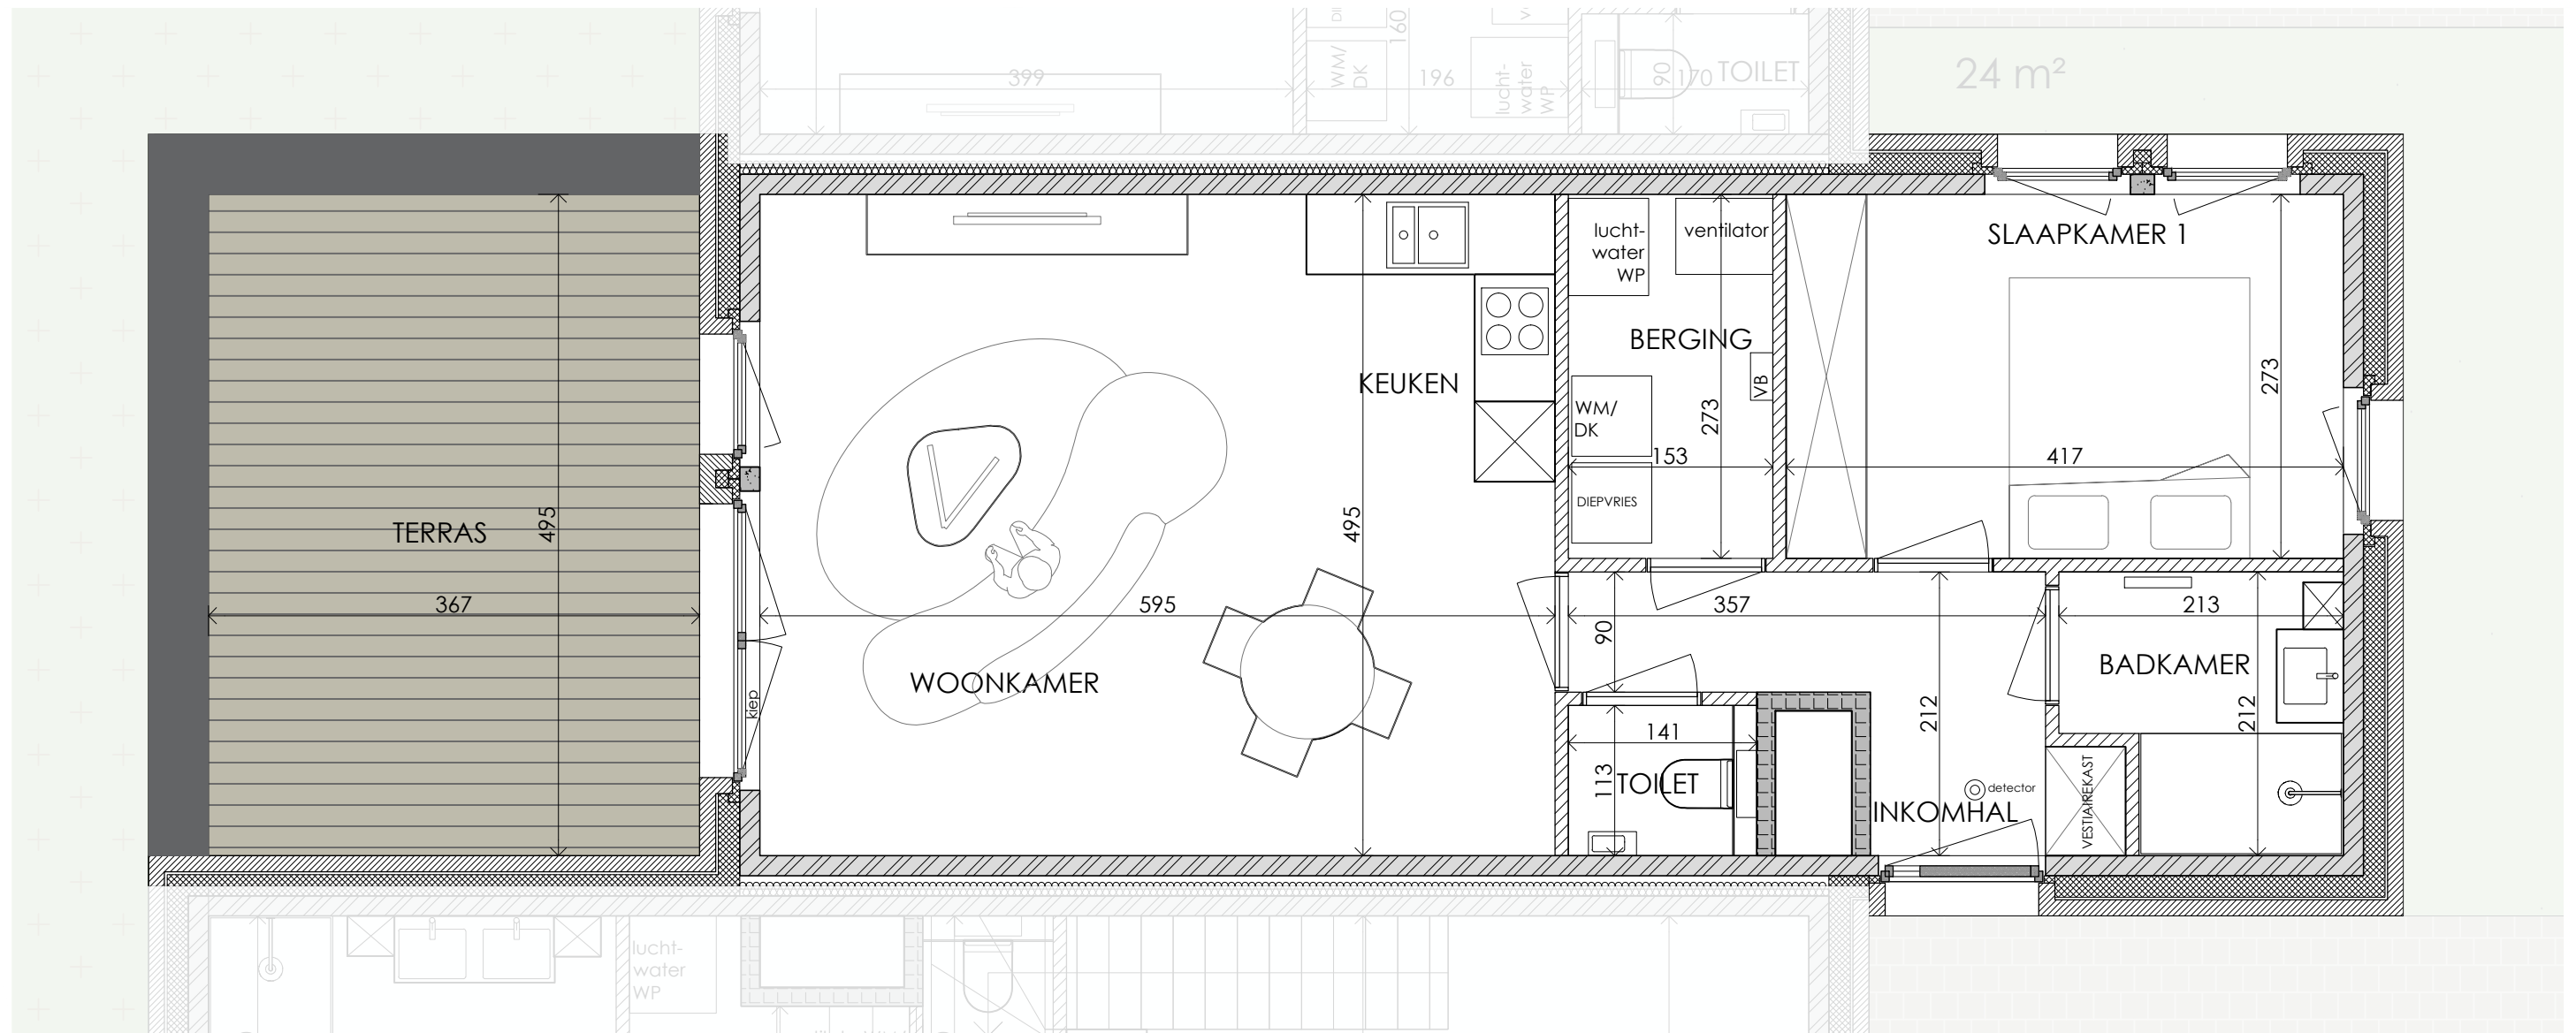 160
399
WM/
DK
196
lucht-
water
WP
90
170
TOILET
24 m²
lucht-
water
WP
ventilator
SLAAPKAMER 1
BERGING
KEUKEN
VB
273
273
WM/
DK
153
417
DIEPVRIES
TERRAS
495
495
367
595
357
213
90
WOONKAMER
kiep
BADKAMER
212
212
141
113
TOILET
detector
INKOMHAL
VESTIAIREKAST
lucht-
water
WP